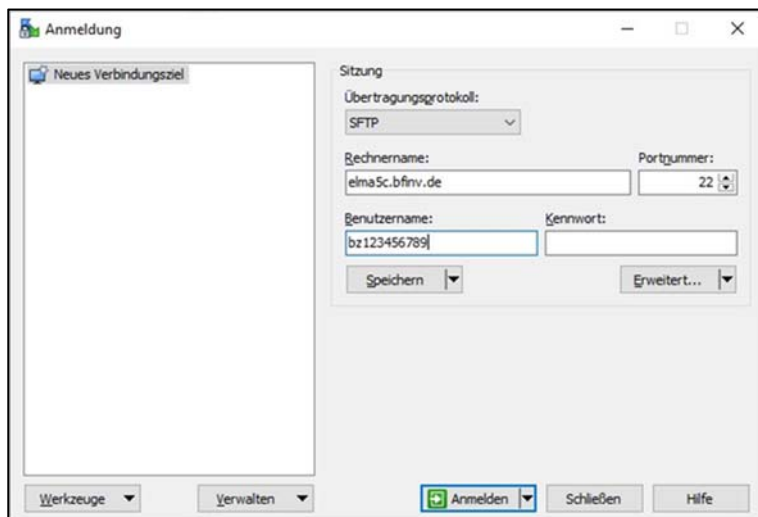 Anmeldung
Neues Verbindungsziel
Sitzung
Übertragungsprotokoll:
SFTP
Rechnername: Portnummer:
elma5c.bfinv.de 22
Benutzername: Kennwort:
bz123456789
Speichern Erweitert...
Werkzeuge Verwalten Anmelden Schließen Hilfe